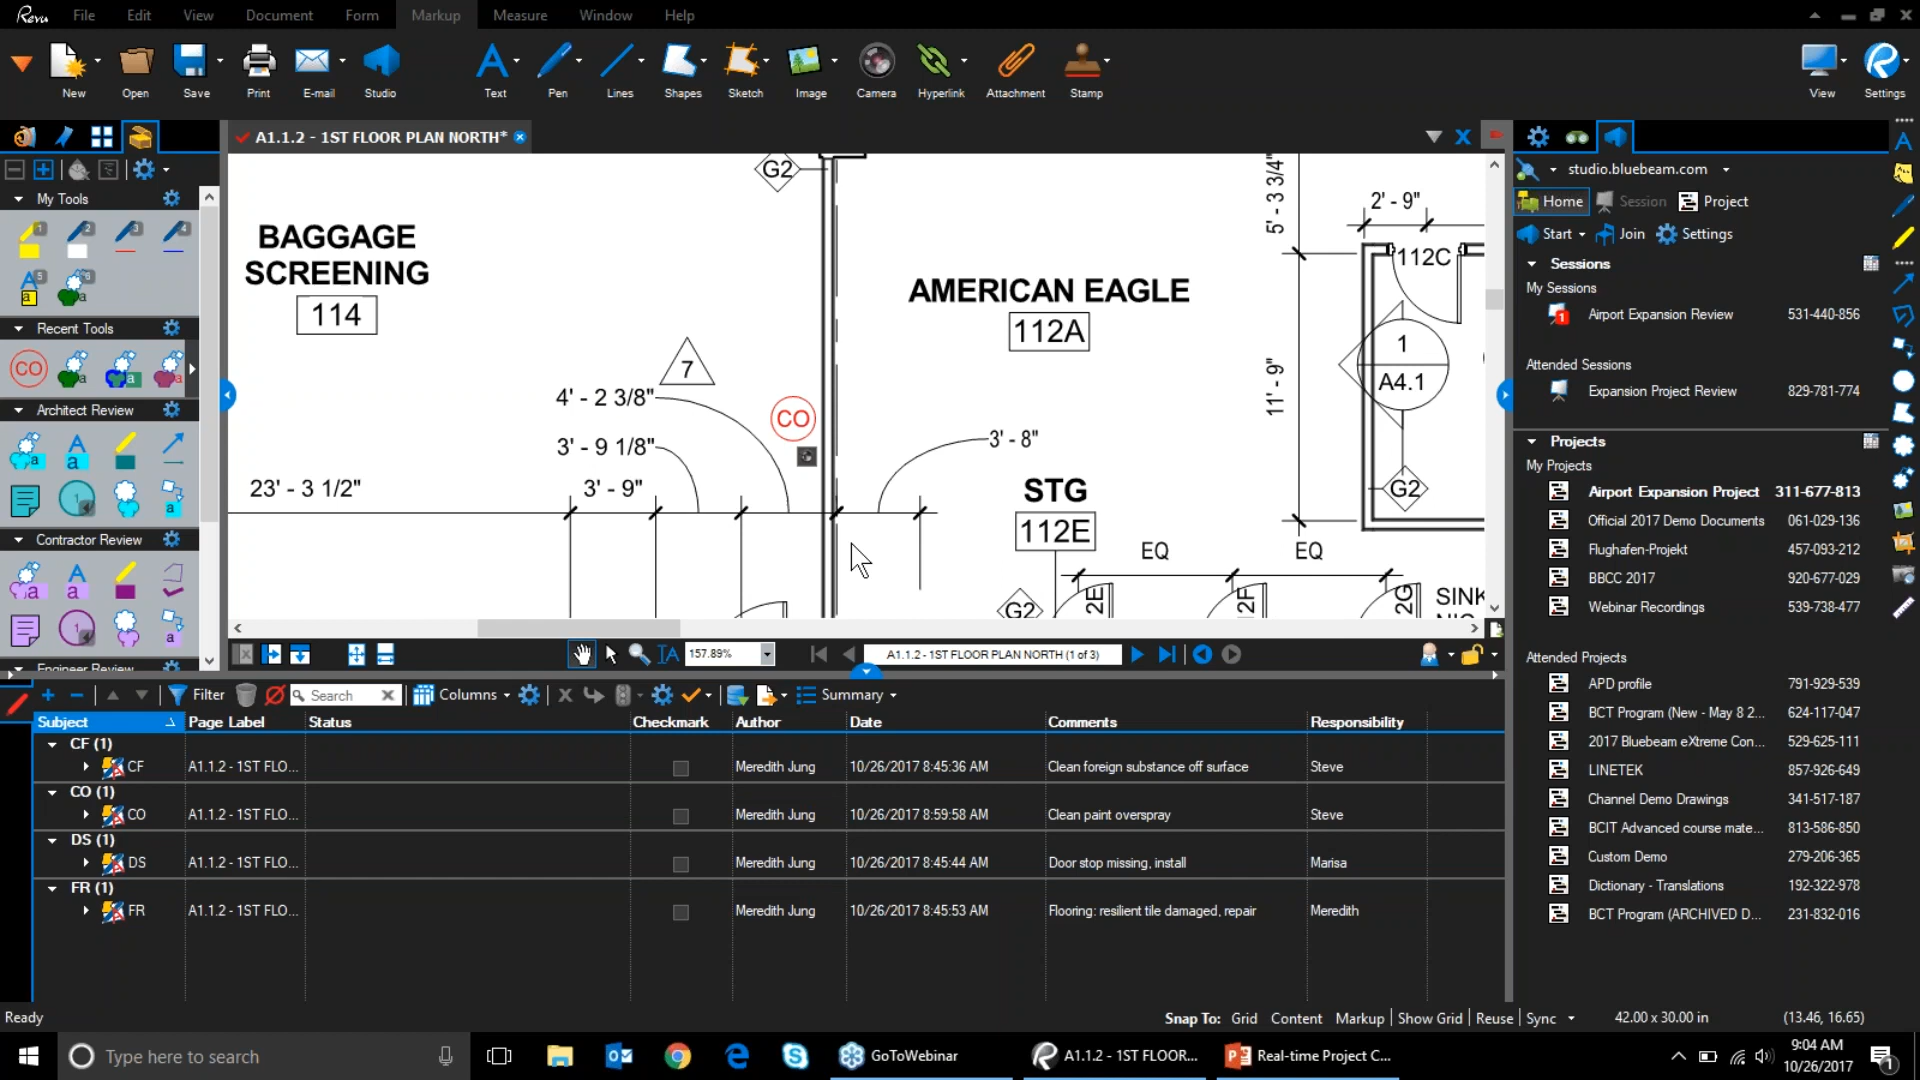 Revu File Edit View Document Form Markup Measure Window Help
New Open Save Print E-mail Studio Text Pen Lines Shapes Sketch Image Camera Hyperlink Attachment Stamp View Settings
A1.1.2 - 1ST FLOOR PLAN NORTH*
My Tools
1 2 3 4
5 6
Recent Tools
CO
Architect Review
Contractor Review
Engineer Review
G2
BAGGAGE
SCREENING
114
AMERICAN EAGLE
112A
7
4' - 2 3/8"
CO
3' - 9 1/8"
3' - 8"
23' - 3 1/2"
3' - 9"
STG
112E
EQ
EQ
G2
2E
2F
2G
SINK
5' - 3 3/4"
2' - 9"
112C
1
A4.1
11' - 9"
G2
157.89%
A1.1.2 - 1ST FLOOR PLAN NORTH (1 of 3)
studio.bluebeam.com
Home Session Project
Start Join Settings
Sessions
My Sessions
Airport Expansion Review 531-440-856
Attended Sessions
Expansion Project Review 829-781-774
Projects
My Projects
Airport Expansion Project 311-677-813
Official 2017 Demo Documents 061-029-136
Flughafen-Projekt 457-093-212
BBCC 2017 920-677-029
Webinar Recordings 539-738-477
Attended Projects
APD profile 791-929-539
BCT Program (New - May 8 2... 624-117-047
2017 Bluebeam eXtreme Con... 529-625-111
LINETEK 857-926-649
Channel Demo Drawings 341-517-187
BCIT Advanced course mate... 813-586-850
Custom Demo 279-206-365
Dictionary - Translations 192-322-978
BCT Program (ARCHIVED D... 231-832-016
Filter Search Columns Summary
Subject Page Label Status Checkmark Author Date Comments Responsibility
CF (1)
CF A1.1.2 - 1ST FLO... Meredith Jung 10/26/2017 8:45:36 AM Clean foreign substance off surface Steve
CO (1)
CO A1.1.2 - 1ST FLO... Meredith Jung 10/26/2017 8:59:58 AM Clean paint overspray Steve
DS (1)
DS A1.1.2 - 1ST FLO... Meredith Jung 10/26/2017 8:45:44 AM Door stop missing, install Marisa
FR (1)
FR A1.1.2 - 1ST FLO... Meredith Jung 10/26/2017 8:45:53 AM Flooring: resilient tile damaged, repair Meredith
Ready Snap To: Grid Content Markup Show Grid Reuse Sync 42.00 x 30.00 in (13.46, 16.65)
Type here to search GoToWebinar A1.1.2 - 1ST FLOOR... Real-time Project C... 9:04 AM
10/26/2017
1